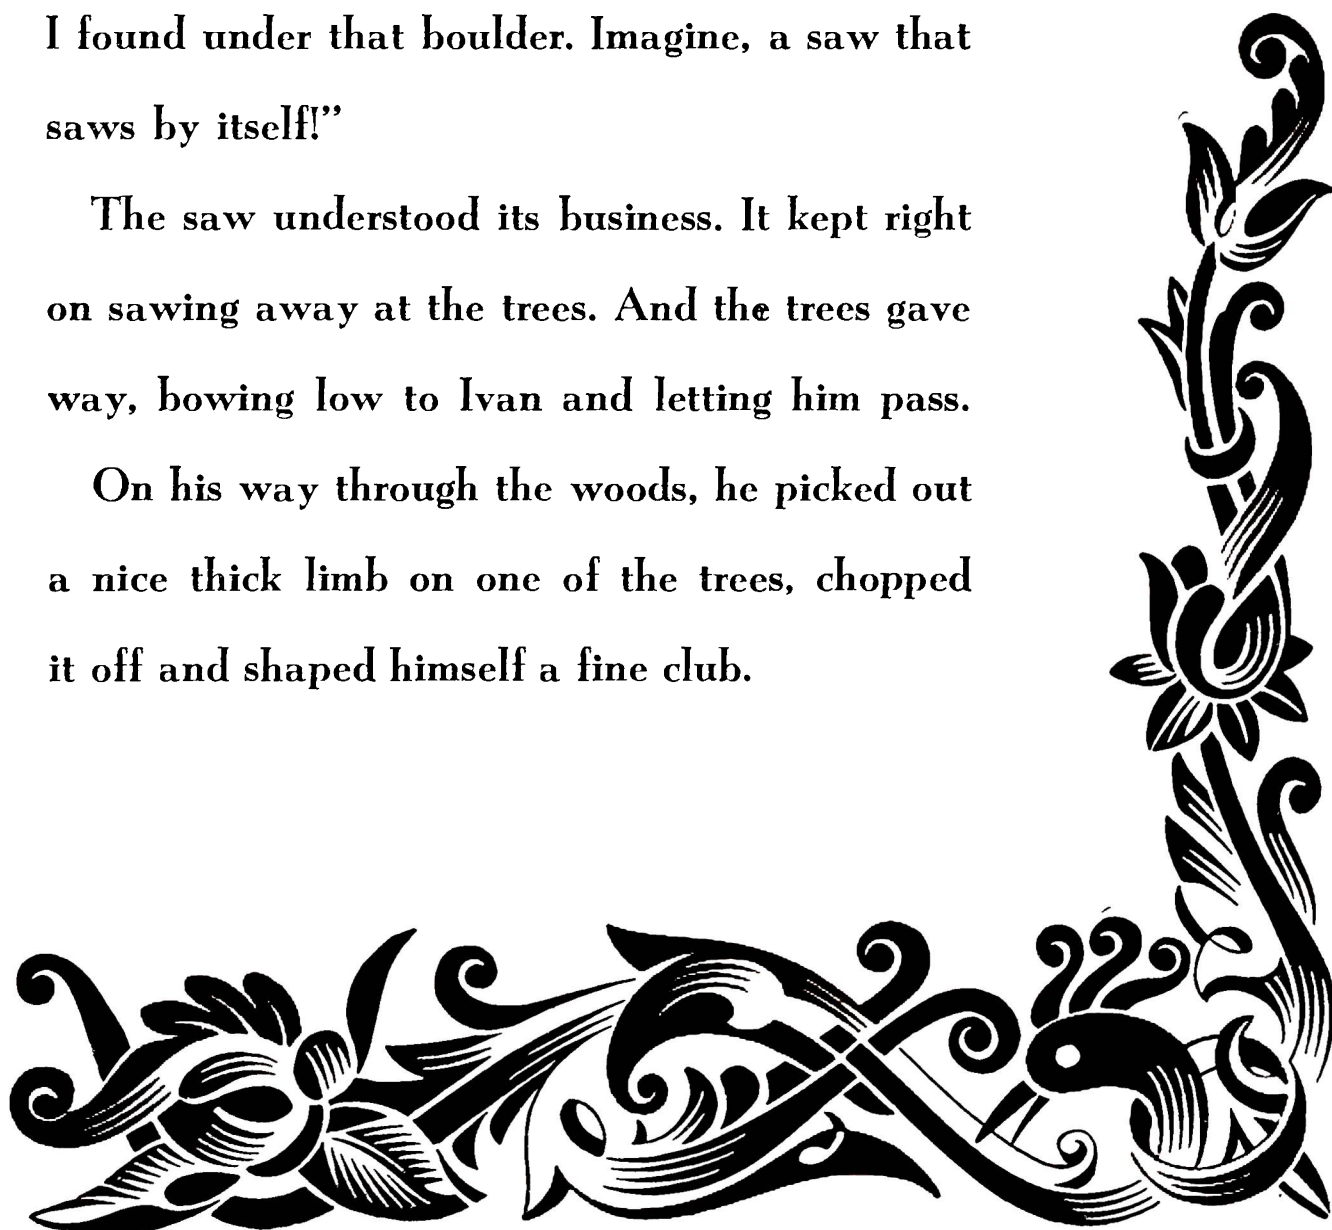 I found under that boulder. Imagine, a saw that
saws by itself!”
The saw understood its business. It kept right
on sawing away at the trees. And the trees gave
way, bowing low to Ivan and letting him pass.
On his way through the woods, he picked out
a nice thick limb on one of the trees, chopped
it off and shaped himself a fine club.